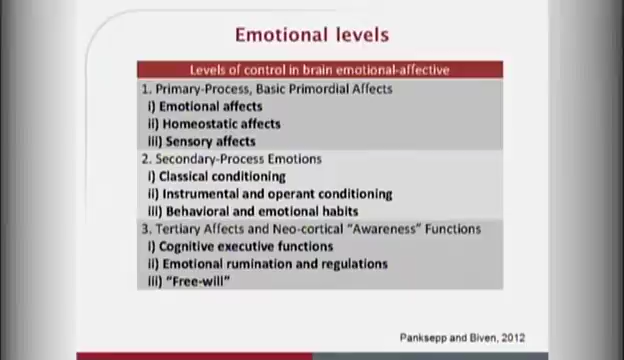 Emotional levels
Levels of control in brain emotional-affective
1. Primary-Process, Basic Primordial Affects
i) Emotional affects
ii) Homeostatic affects
iii) Sensory affects
2. Secondary-Process Emotions
i) Classical conditioning
ii) Instrumental and operant conditioning
iii) Behavioral and emotional habits
3. Tertiary Affects and Neo-cortical “Awareness” Functions
i) Cognitive executive functions
ii) Emotional rumination and regulations
iii) “Free-will”
Panksepp and Biven, 2012